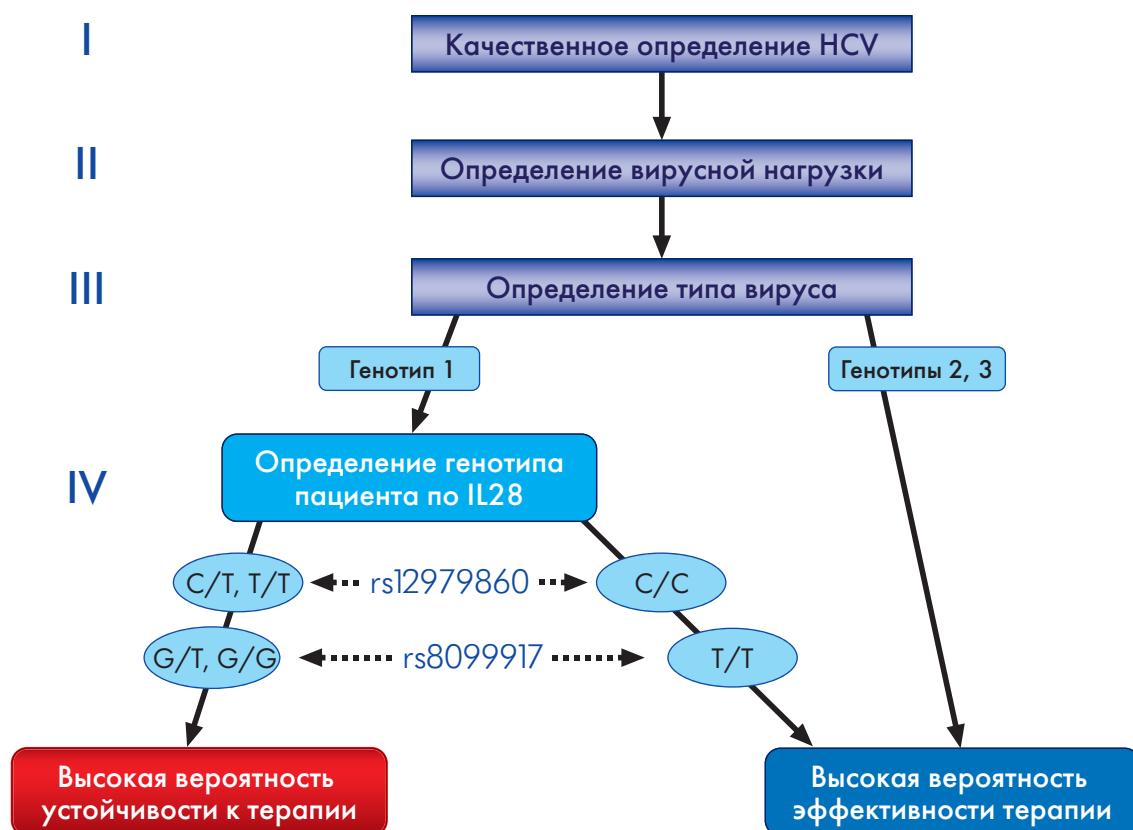 I
Качественное определение HCV
II
Определение вирусной нагрузки
III
Определение типа вируса
Генотип 1
Генотипы 2, 3
IV
Определение генотипа
пациента по IL28
C/T, T/T
rs12979860
C/C
G/T, G/G
rs8099917
T/T
Высокая вероятность
устойчивости к терапии
Высокая вероятность
эффективности терапии